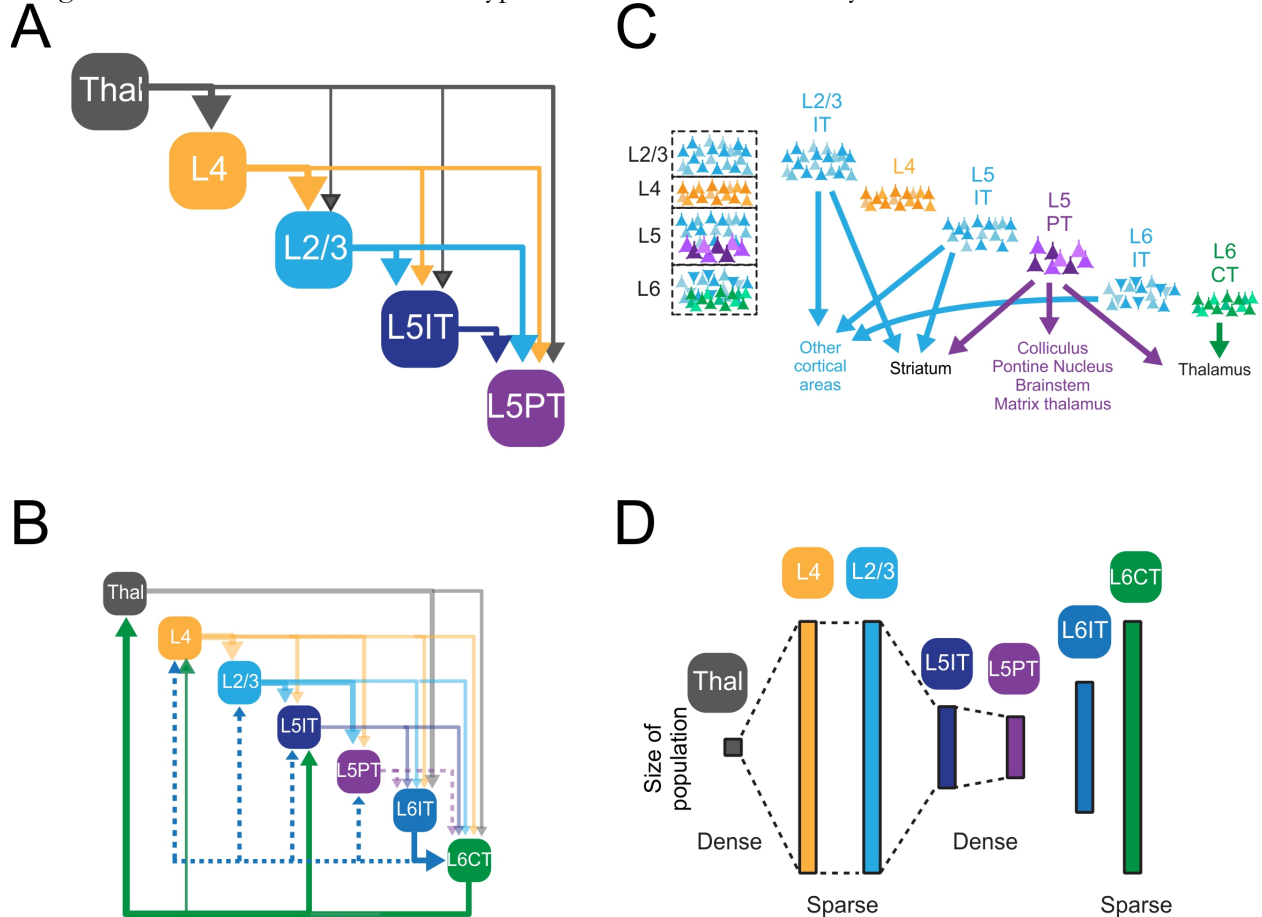 A
Thal
L4
L2/3
L5IT
L5PT
C
L2/3
IT
L4
L5
IT
L5
PT
L6
IT
L6
CT
L2/3
L4
L5
L6
Other
cortical
areas
Striatum
Colliculus
Pontine Nucleus
Brainstem
Matrix thalamus
Thalamus
B
Thal
L4
L2/3
L5IT
L5PT
L6IT
L6CT
D
L4
L2/3
L6CT
L6IT
L5IT
L5PT
Thal
Size of
population
Dense
Dense
Sparse
Sparse